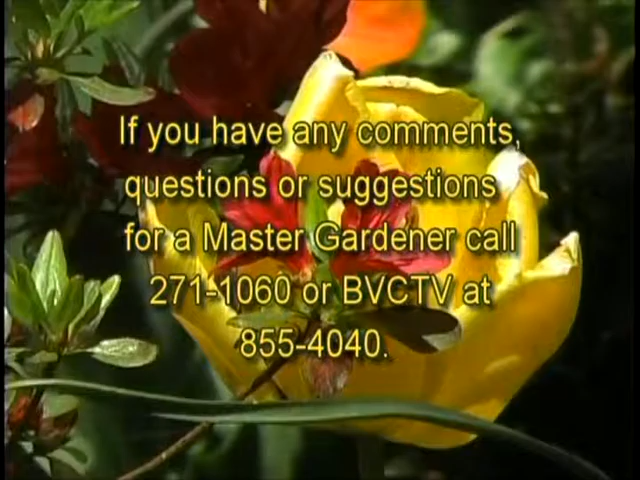 If you have any comments,
questions or suggestions
for a Master Gardener call
271-1060 or BVCTV at
855-4040.